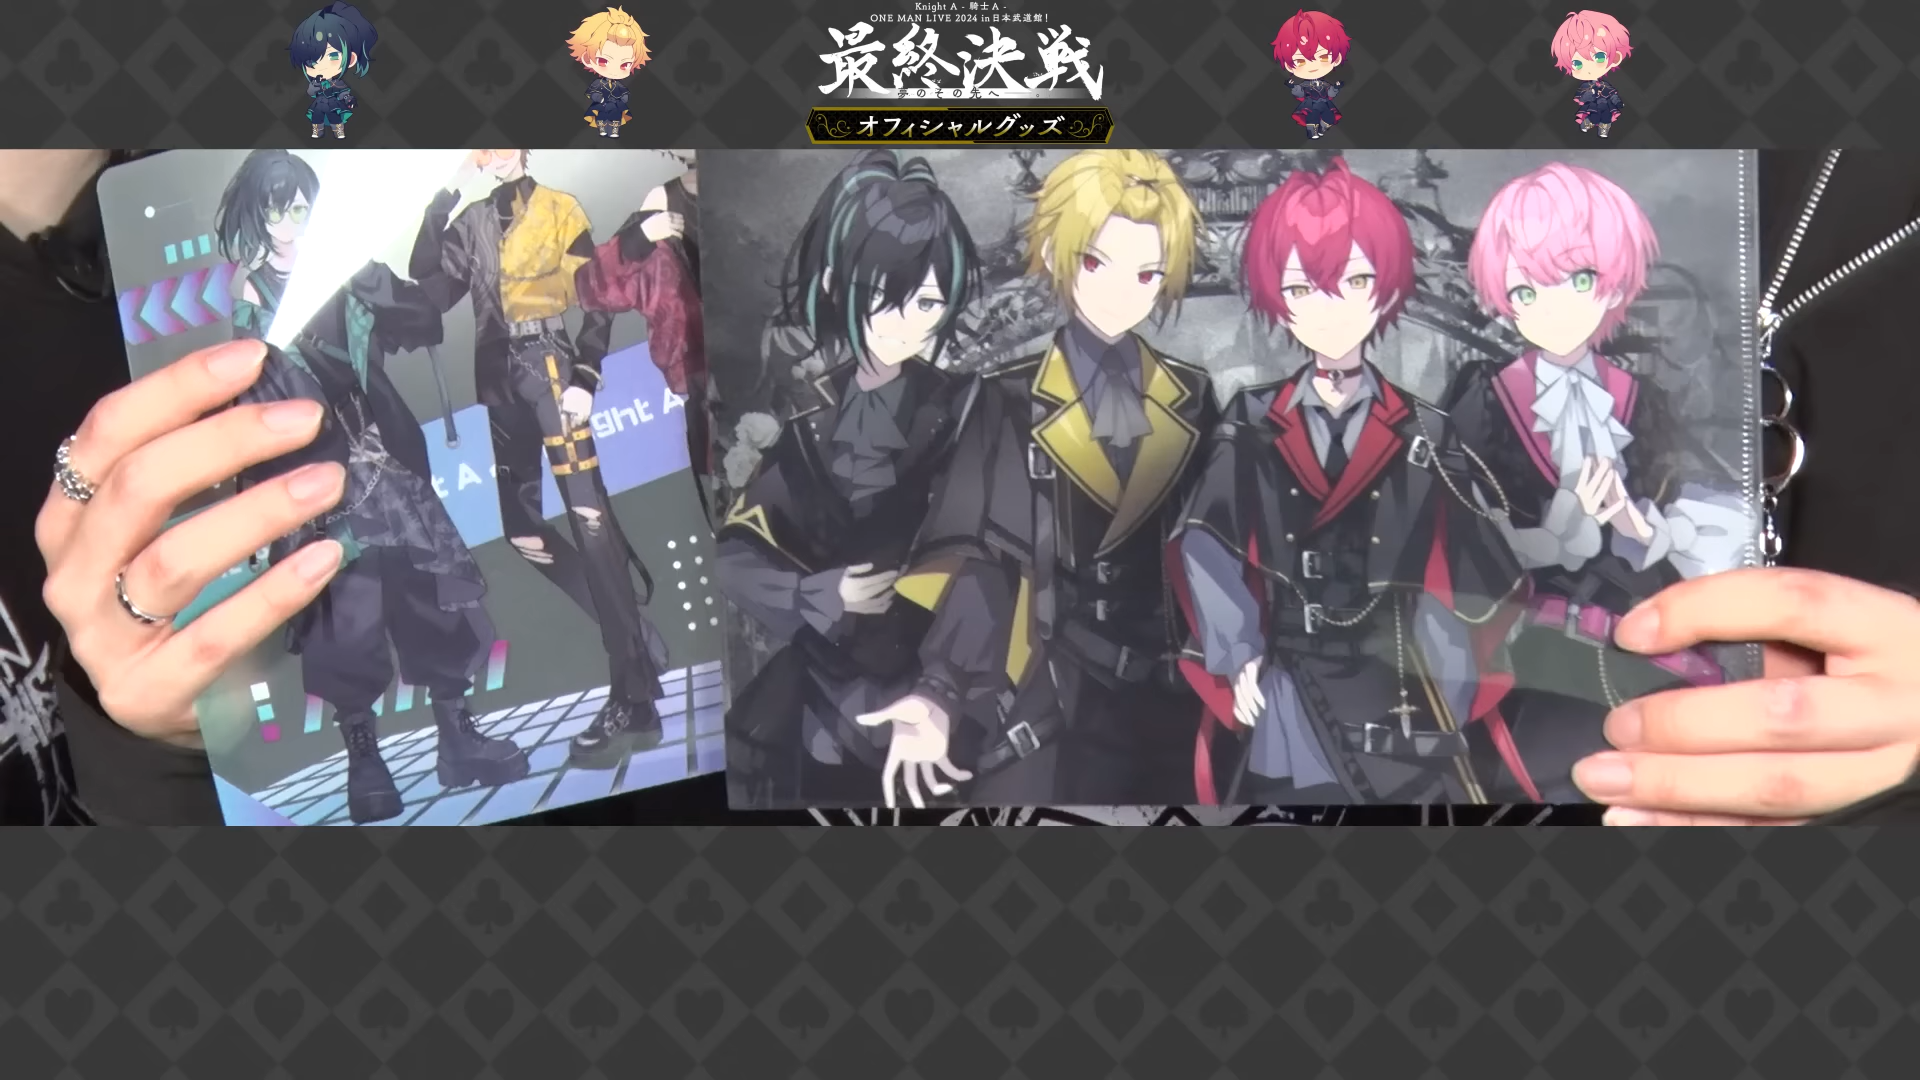 Knight A - 騎士A -
ONE MAN LIVE 2024 in 日本武道館!
最終決戦
夢のその先へ
オフィシャルグッズ
t A
ght A